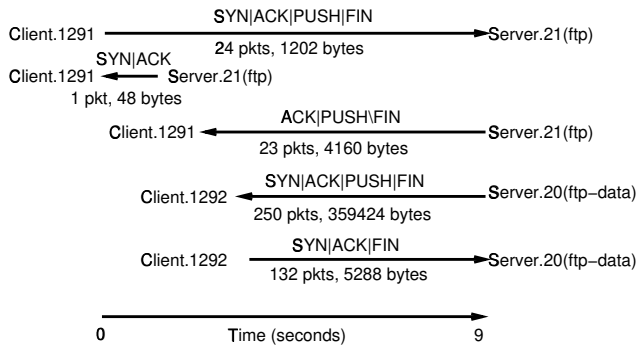 SYN|ACK|PUSH|FIN
Client.1291 Server.21(ftp)
24 pkts, 1202 bytes
SYN|ACK
Client.1291 Server.21(ftp)
1 pkt, 48 bytes
ACK|PUSH\FIN
Client.1291 Server.21(ftp)
23 pkts, 4160 bytes
SYN|ACK|PUSH|FIN
Client.1292 Server.20(ftp−data)
250 pkts, 359424 bytes
SYN|ACK|FIN
Client.1292 Server.20(ftp−data)
132 pkts, 5288 bytes
0 Time (seconds) 9